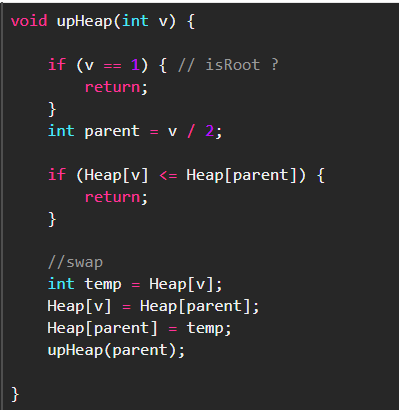 void upHeap(int v) {
if (v == 1) { // isRoot ?
return;
}
int parent = v / 2;
if (Heap[v] <= Heap[parent]) {
return;
}
//swap
int temp = Heap[v];
Heap[v] = Heap[parent];
Heap[parent] = temp;
upHeap(parent);
}